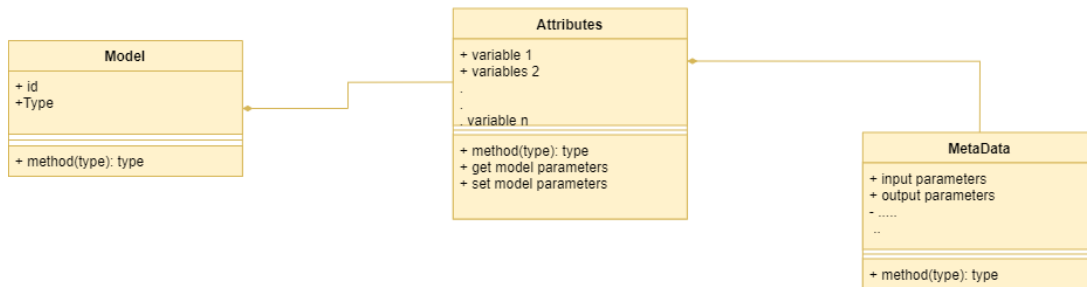 Model
+ id
+Type
+ method(type): type
Attributes
+ variable 1
+ variables 2
.
.
. variable n
+ method(type): type
+ get model parameters
+ set model parameters
MetaData
+ input parameters
+ output parameters
- .....
..
+ method(type): type